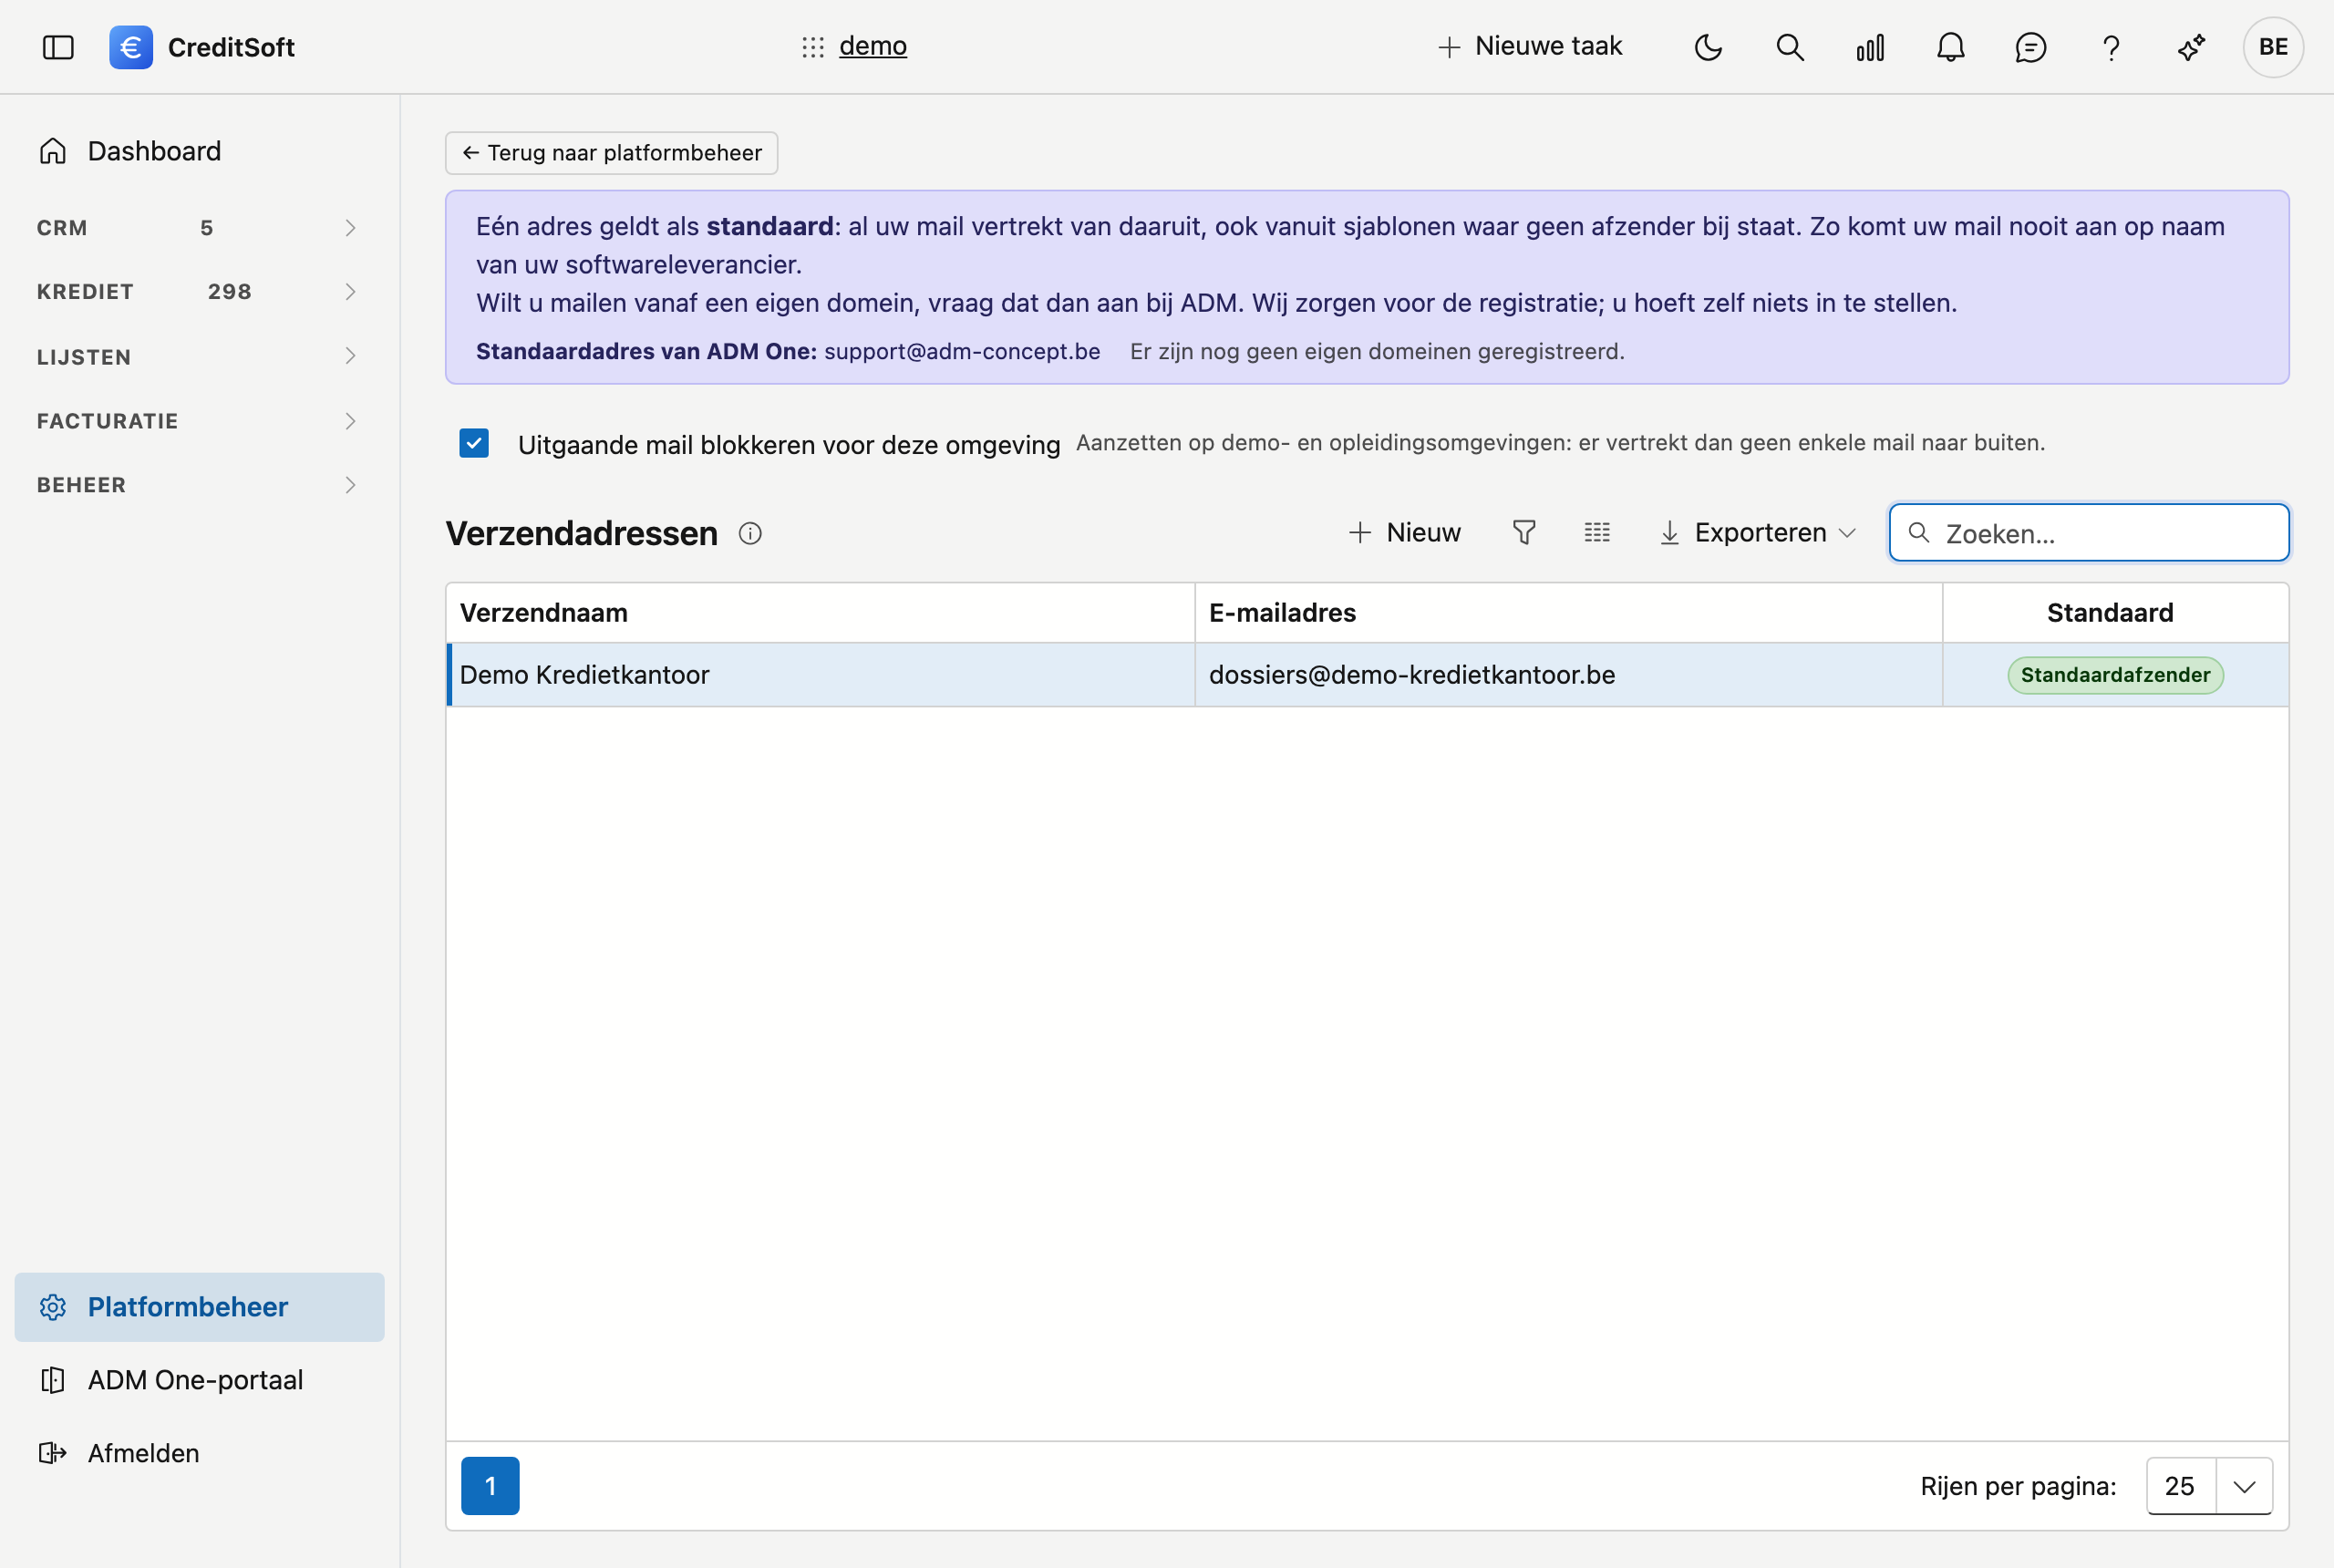 CreditSoft
demo
Nieuwe taak
BE
Dashboard
CRM 5
KREDIET 298
LIJSTEN
FACTURATIE
BEHEER
Platformbeheer
ADM One-portaal
Afmelden
← Terug naar platformbeheer
Eén adres geldt als standaard: al uw mail vertrekt van daaruit, ook vanuit sjablonen waar geen afzender bij staat. Zo komt uw mail nooit aan op naam
van uw softwareleverancier.
Wilt u mailen vanaf een eigen domein, vraag dat dan aan bij ADM. Wij zorgen voor de registratie; u hoeft zelf niets in te stellen.
Standaardadres van ADM One: support@adm-concept.be Er zijn nog geen eigen domeinen geregistreerd.
Uitgaande mail blokkeren voor deze omgeving Aanzetten op demo- en opleidingsomgevingen: er vertrekt dan geen enkele mail naar buiten.
Verzendadressen
Nieuw
Exporteren
Zoeken...
Verzendnaam E-mailadres Standaard
Demo Kredietkantoor dossiers@demo-kredietkantoor.be Standaardafzender
1
Rijen per pagina: 25